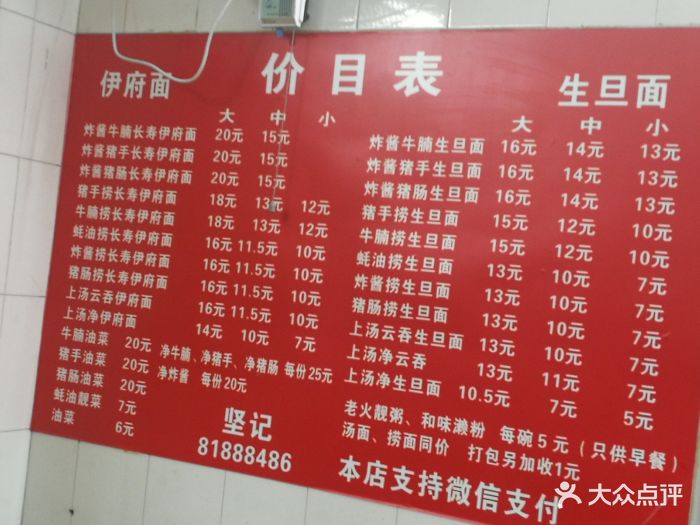 价目表
伊府面
大 中 小
炸酱牛腩长寿伊府面 20元 15元
炸酱猪手长寿伊府面 20元 15元
炸酱猪肠长寿伊府面 20元 15元
猪手捞长寿伊府面 18元 13元 12元
牛腩捞长寿伊府面 18元 13元 12元
蚝油捞长寿伊府面 16元 11.5元 10元
炸酱捞长寿伊府面 16元 11.5元 10元
猪肠捞长寿伊府面 16元 11.5元 10元
上汤云吞伊府面 16元 11.5元 10元
上汤净伊府面 14元 10元 7元
牛腩油菜 20元
猪手油菜 20元
猪肠油菜 20元
蚝油靓菜 7元
油菜 6元
净牛腩、净猪手、净猪肠 每份25元
净炸酱 每份20元
坚记
81888486
生旦面
大 中 小
炸酱牛腩生旦面 16元 14元 13元
炸酱猪手生旦面 16元 14元 13元
炸酱猪肠生旦面 16元 14元 13元
猪手捞生旦面 15元 12元 10元
牛腩捞生旦面 15元 12元 10元
蚝油捞生旦面 13元 10元 7元
炸酱捞生旦面 13元 10元 7元
猪肠捞生旦面 13元 10元 7元
上汤云吞生旦面 13元 10元 7元
上汤净云吞 13元 11元 7元
上汤净生旦面 10.5元 7元 5元
老火靓粥、和味濑粉 每碗5元（只供早餐）
汤面、捞面同价 打包另加收1元
本店支持微信支付
大众点评